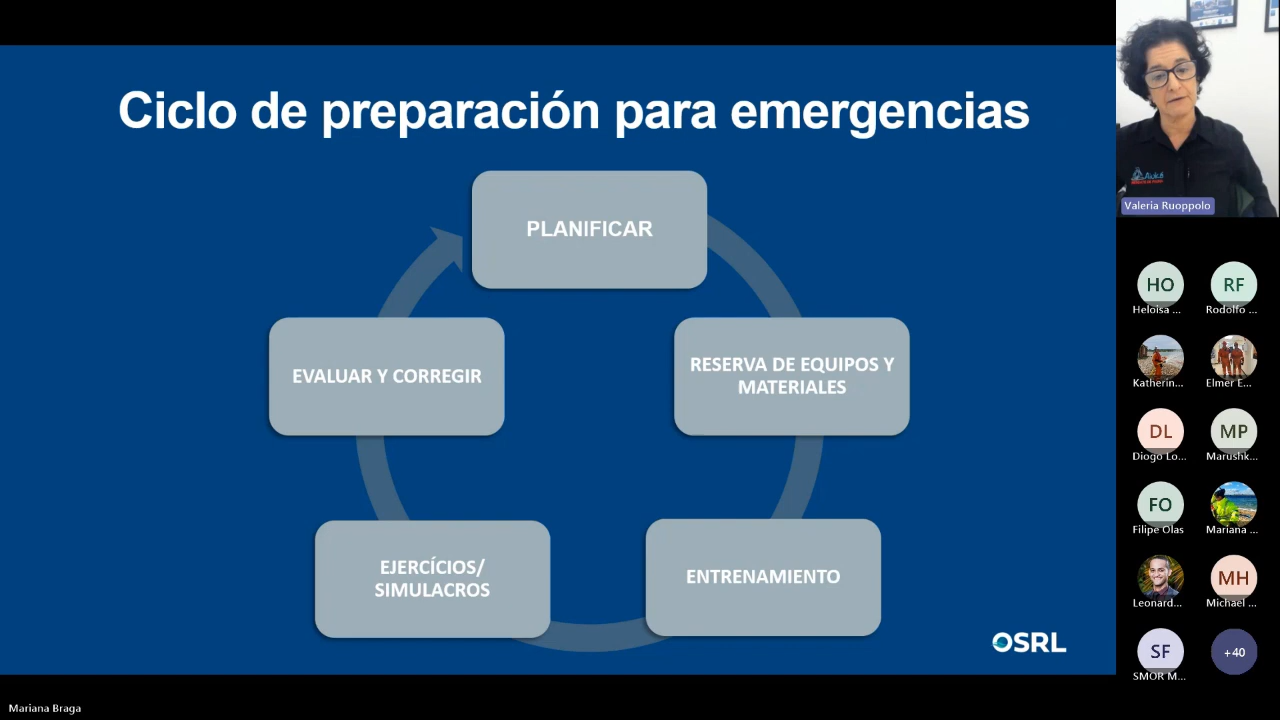 Ciclo de preparación para emergencias
PLANIFICAR
RESERVA DE EQUIPOS Y
MATERIALES
ENTRENAMIENTO
EJERCÍCIOS/
SIMULACROS
EVALUAR Y CORREGIR
OSRL
Valeria Ruoppolo
HO
RF
Heloisa ...
Rodolfo ...
Katherin...
Elmer E...
DL
MP
Diogo Lo...
Marushk...
FO
Filipe Olas
Mariana ...
MH
Leonard...
Michael ...
SF
+40
SMOR M...
Mariana Braga